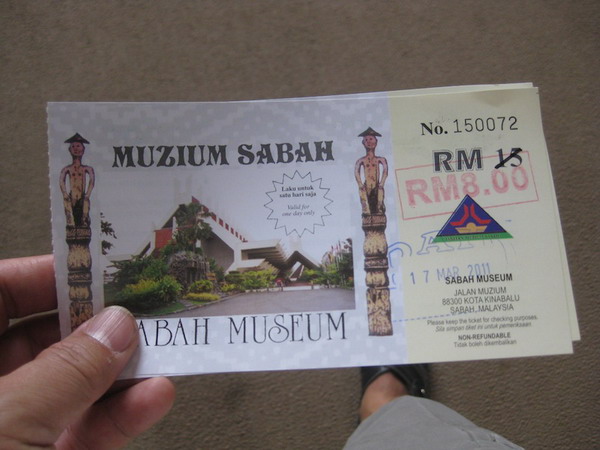 MUZIUM SABAH
Laku untuk
satu hari saja
Valid for
one day only
SABAH MUSEUM
No. 150072
RM 15
RM8.00
17 MAR 2011
SABAH MUSEUM
JALAN MUZIUM
88300 KOTA KINABALU
SABAH, MALAYSIA
Please keep the ticket for checking purposes.
Sila simpan tiket ini untuk pemeriksaan.
NON-REFUNDABLE
Tidak boleh dikembalikan